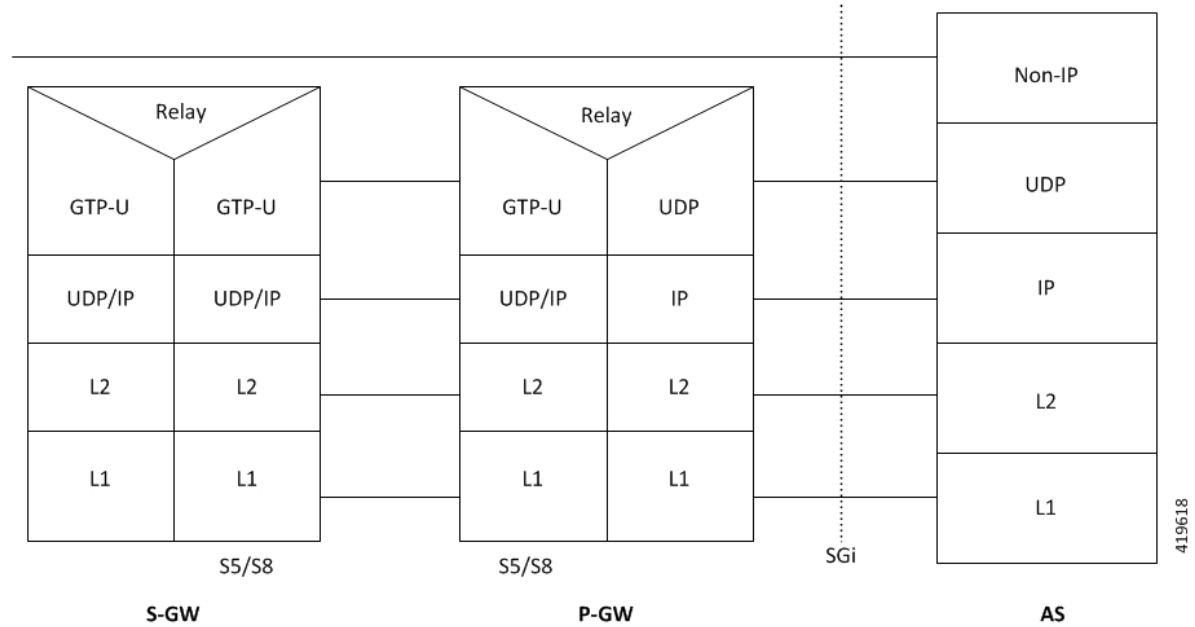 Relay
GTP-U GTP-U
UDP/IP UDP/IP
L2 L2
L1 L1
S5/S8
S-GW
Relay
GTP-U UDP
UDP/IP IP
L2 L2
L1 L1
S5/S8
P-GW
SGi
Non-IP
UDP
IP
L2
L1
AS
419618